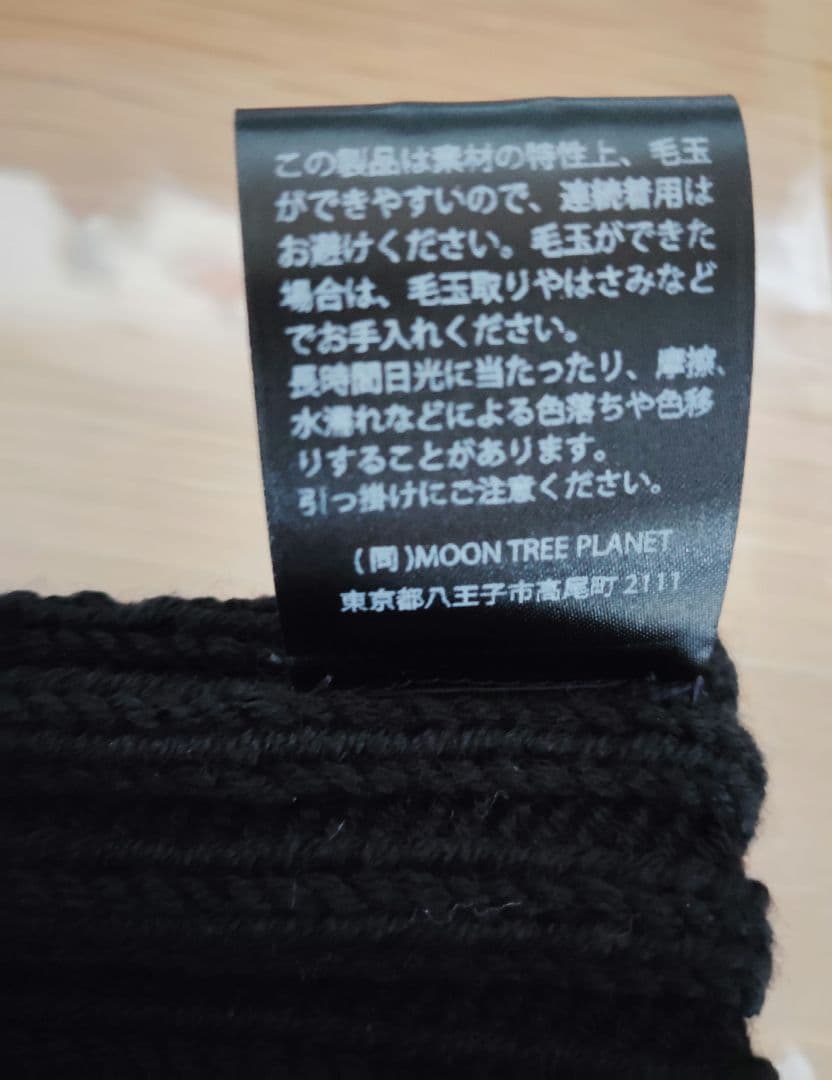 この製品は素材の特性上、毛玉
ができやすいので、連続着用は
お避けください。毛玉ができた
場合は、毛玉取りやはさみなど
でお手入れください。
長時間日光に当たったり、摩擦、
水濡れなどによる色落ちや色移
りすることがあります。
引っ掛けにご注意ください。
(同)MOON TREE PLANET
東京都八王子市高尾町 2111